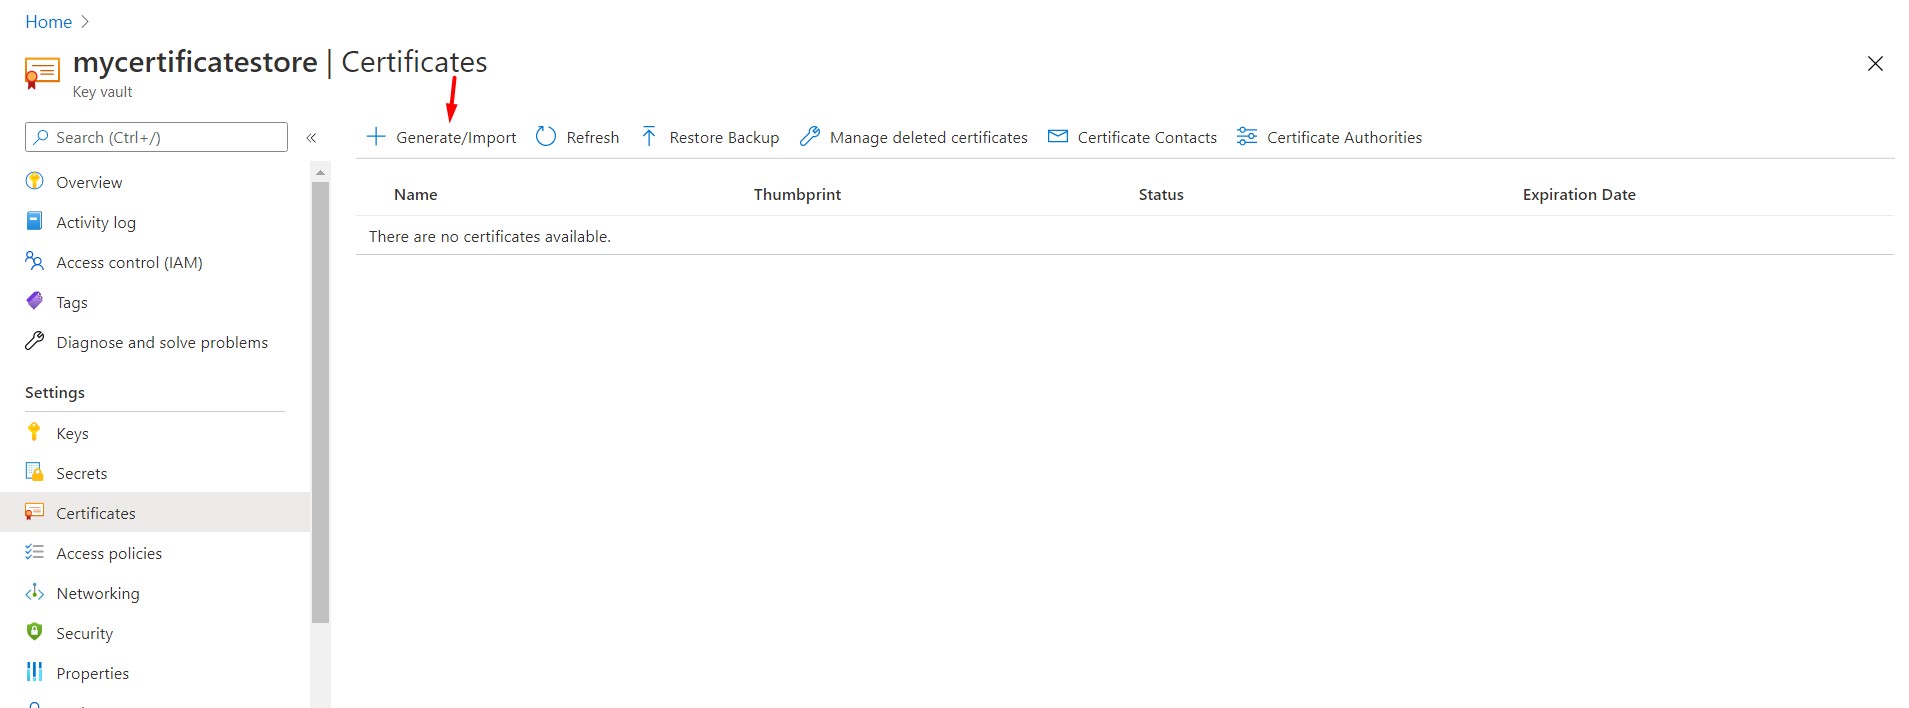 Home
mycertificatestore | Certificates
Key vault
Search (Ctrl+/)
«
Generate/Import Refresh Restore Backup Manage deleted certificates Certificate Contacts Certificate Authorities
Overview
Activity log
Access control (IAM)
Tags
Diagnose and solve problems
Settings
Keys
Secrets
Certificates
Access policies
Networking
Security
Properties
Name Thumbprint Status Expiration Date
There are no certificates available.